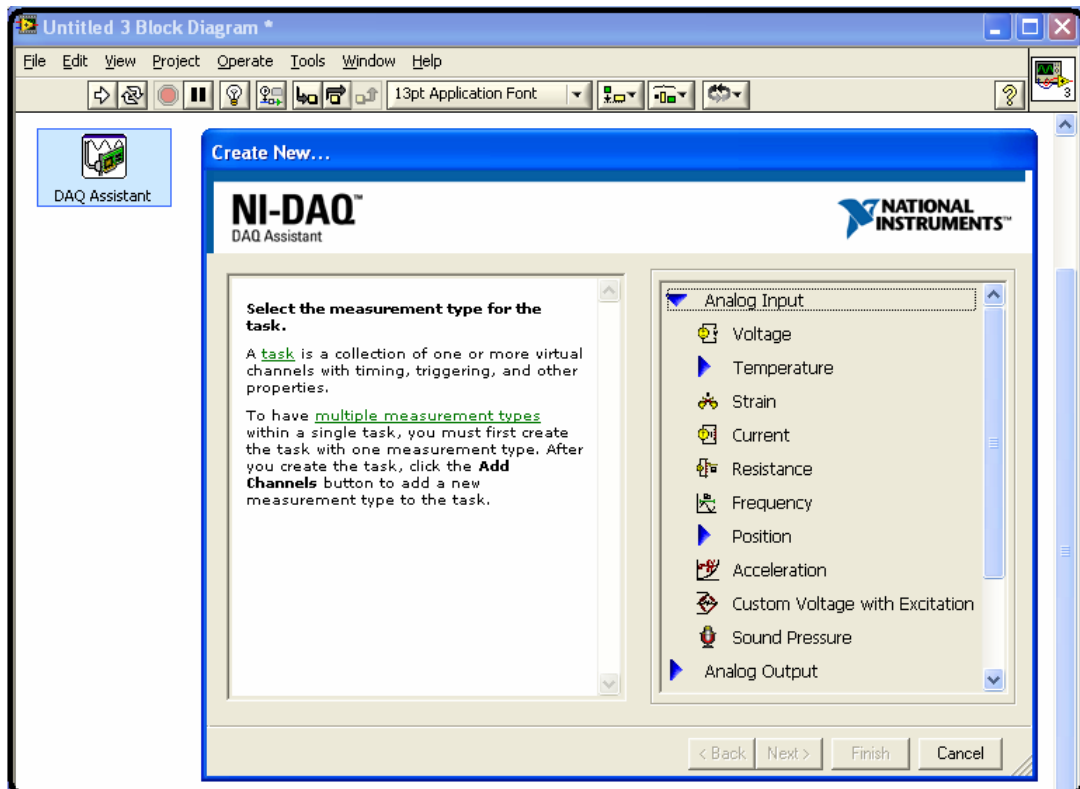 Untitled 3 Block Diagram *
File Edit View Project Operate Tools Window Help
13pt Application Font
3
DAQ Assistant
Create New...
NI-DAQ™
DAQ Assistant
NATIONAL
INSTRUMENTS™
Select the measurement type for the
task.
A task is a collection of one or more virtual
channels with timing, triggering, and other
properties.
To have multiple measurement types
within a single task, you must first create
the task with one measurement type. After
you create the task, click the Add
Channels button to add a new
measurement type to the task.
Analog Input
Voltage
Temperature
Strain
Current
Resistance
Frequency
Position
Acceleration
Custom Voltage with Excitation
Sound Pressure
Analog Output
< Back Next > Finish Cancel